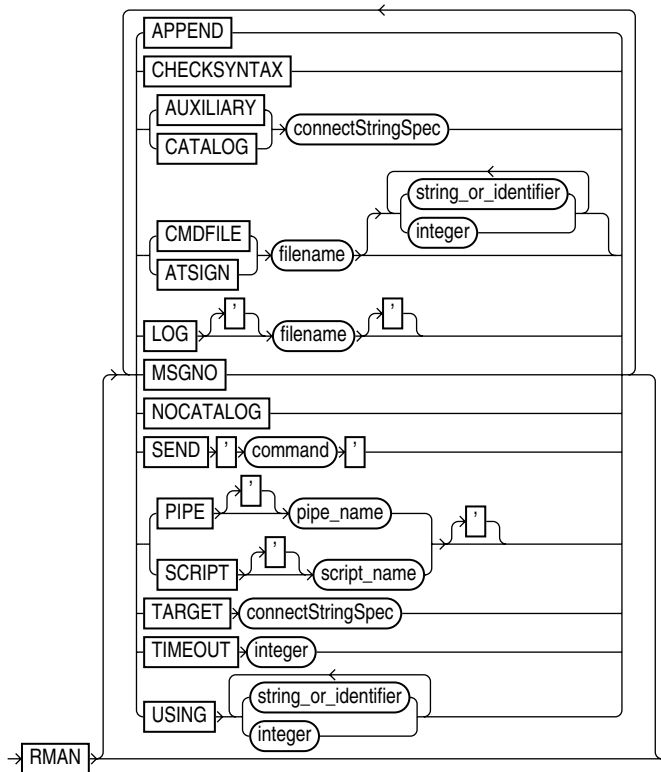 APPEND
CHECKSYNTAX
AUXILIARY
CATALOG
connectStringSpec
CMDFILE
ATSIGN
filename
string_or_identifier
integer
LOG ' filename '
MSGNO
NOCATALOG
SEND ' command '
PIPE ' pipe_name
SCRIPT ' script_name
'
TARGET connectStringSpec
TIMEOUT integer
USING
string_or_identifier
integer
RMAN